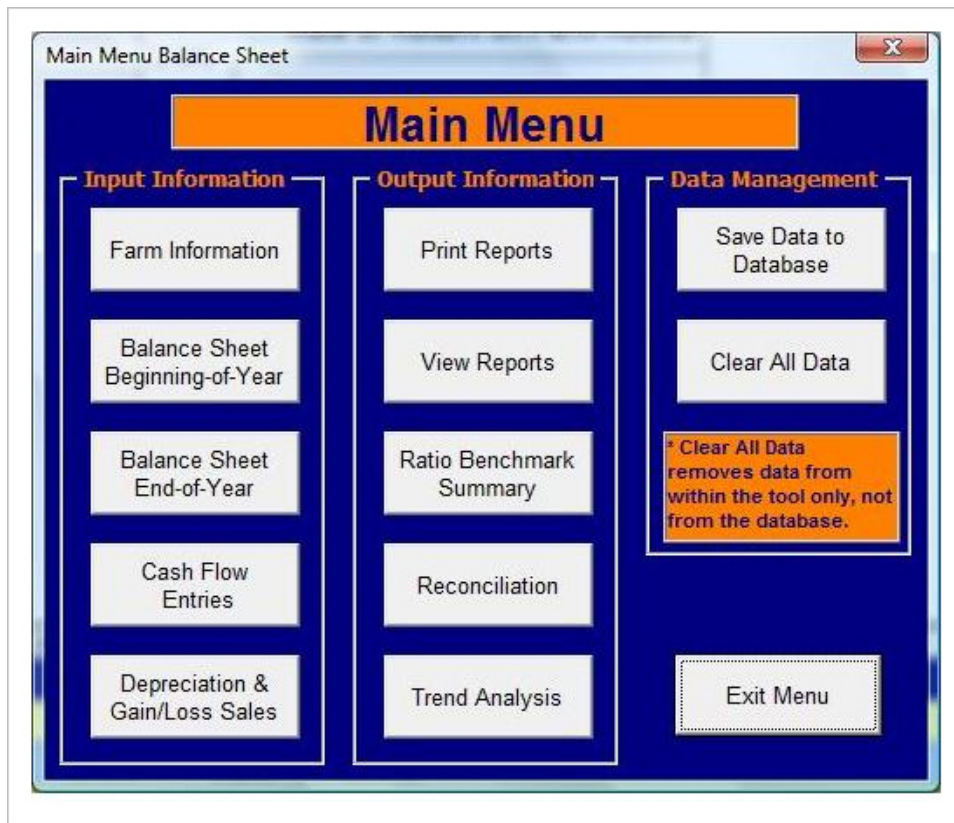 Main Menu Balance Sheet
Main Menu
Input Information
Farm Information
Balance Sheet
Beginning-of-Year
Balance Sheet
End-of-Year
Cash Flow
Entries
Depreciation &
Gain/Loss Sales
Output Information
Print Reports
View Reports
Ratio Benchmark
Summary
Reconciliation
Trend Analysis
Data Management
Save Data to
Database
Clear All Data
* Clear All Data
removes data from
within the tool only, not
from the database.
Exit Menu